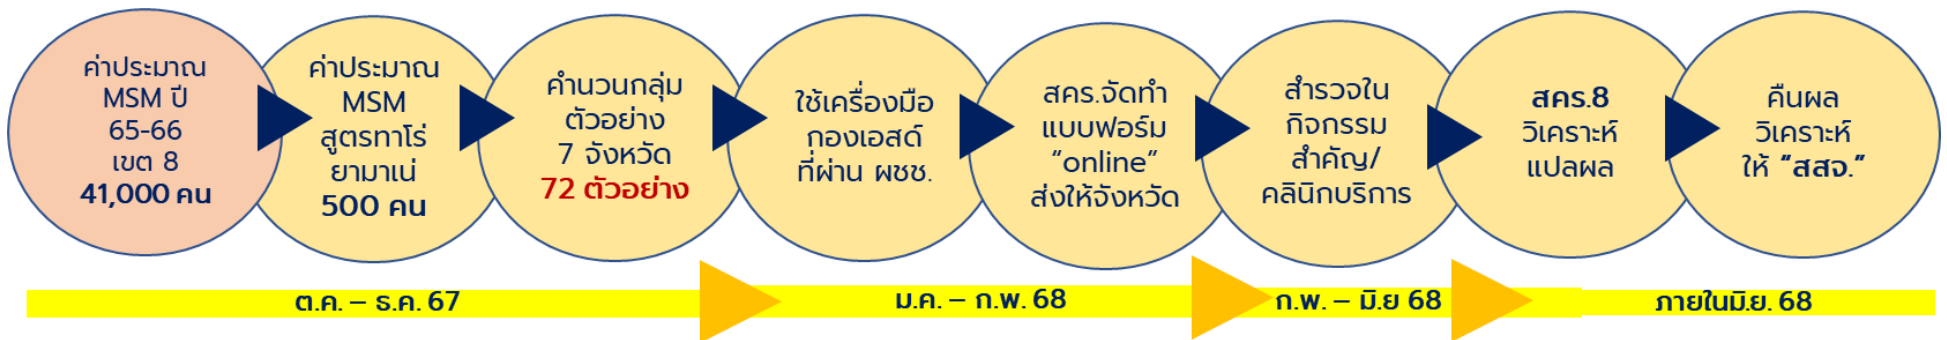 ค่าประมาณ
MSM ปี
65-66
เขต 8
41,000 คน
ค่าประมาณ
MSM
สูตรทาโร่
ยามาเน่
500 คน
คำนวนกลุ่ม
ตัวอย่าง
7 จังหวัด
72 ตัวอย่าง
ใช้เครื่องมือ
กองเอสด์
ที่ผ่าน ผชช.
สคร.จัดทำ
แบบฟอร์ม
“online”
ส่งให้จังหวัด
สำรวจใน
กิจกรรม
สำคัญ/
คลินิกบริการ
สคร.8
วิเคราะห์
แปลผล
คืนผล
วิเคราะห์
ให้ “สสจ.”
ต.ค. – ธ.ค. 67
ม.ค. – ก.พ. 68
ก.พ. – มิ.ย 68
ภายในมิ.ย. 68